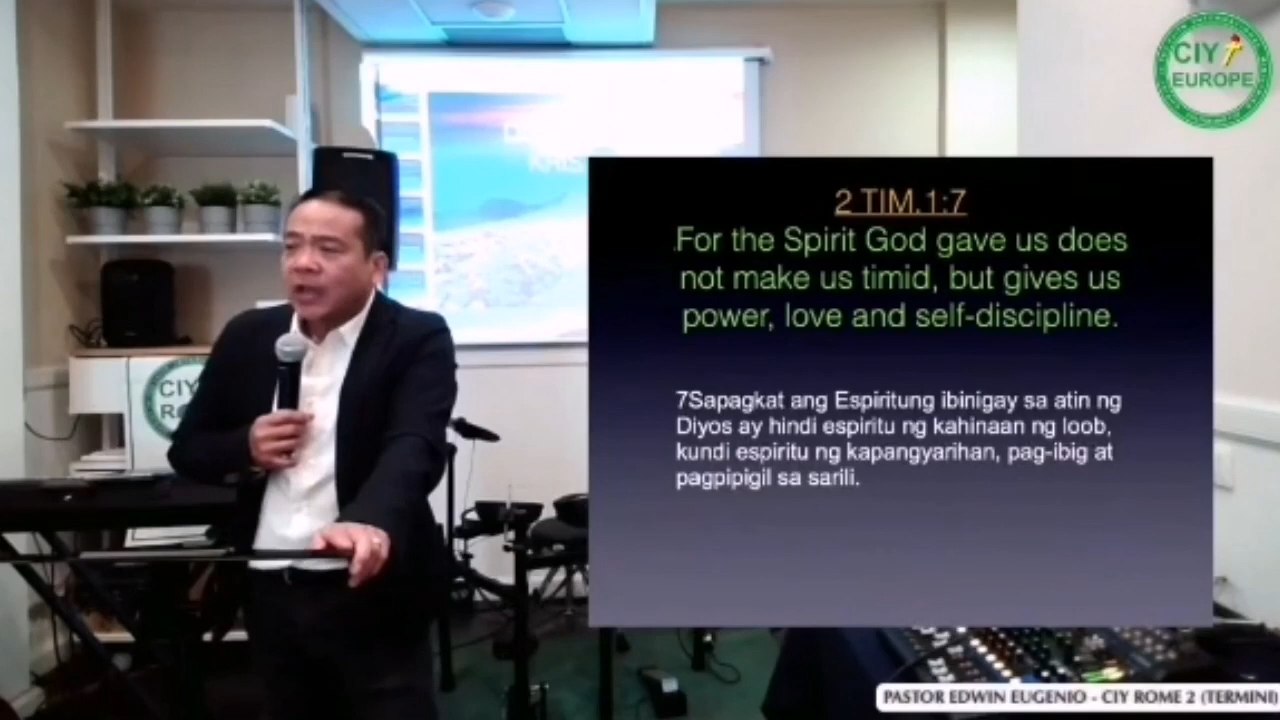 CIY
EUROPE
2 TIM.1:7
For the Spirit God gave us does
not make us timid, but gives us
power, love and self-discipline.
7Sapagkat ang Espiritung ibinigay sa atin ng
Diyos ay hindi espiritu ng kahinaan ng loob,
kundi espiritu ng kapangyarihan, pag-ibig at
pagpipigil sa sarili.
CIY
PASTOR EDWIN EUGENIO - CIY ROME 2 (TERMINI)